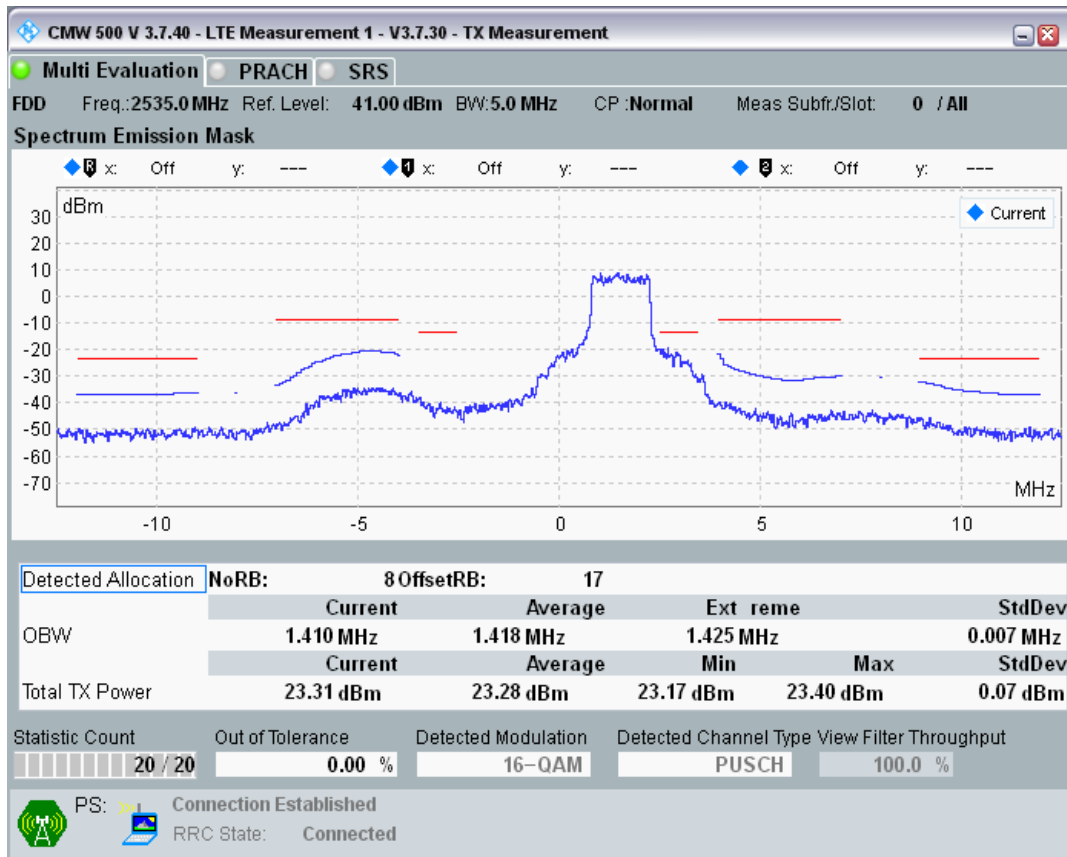 CMW 500 V 3.7.40 - LTE Measurement 1 - V3.7.30 - TX Measurement
Multi Evaluation PRACH SRS
FDD Freq.:2535.0 MHz Ref. Level: 41.00 dBm BW:5.0 MHz CP :Normal Meas Subfr./Slot: 0 / All
Spectrum Emission Mask
R x: Off y: --- 1 x: Off y: --- 2 x: Off y: ---
dBm
Current
30
20
10
0
-10
-20
-30
-40
-50
-60
-70
MHz
-10 -5 0 5 10
Detected Allocation NoRB: 8 OffsetRB: 17
Current Average Ext reme StdDev
OBW 1.410 MHz 1.418 MHz 1.425 MHz 0.007 MHz
Current Average Min Max StdDev
Total TX Power 23.31 dBm 23.28 dBm 23.17 dBm 23.40 dBm 0.07 dBm
Statistic Count Out of Tolerance Detected Modulation Detected Channel Type View Filter Throughput
20 / 20 0.00 % 16-QAM PUSCH 100.0 %
PS: Connection Established
RRC State: Connected